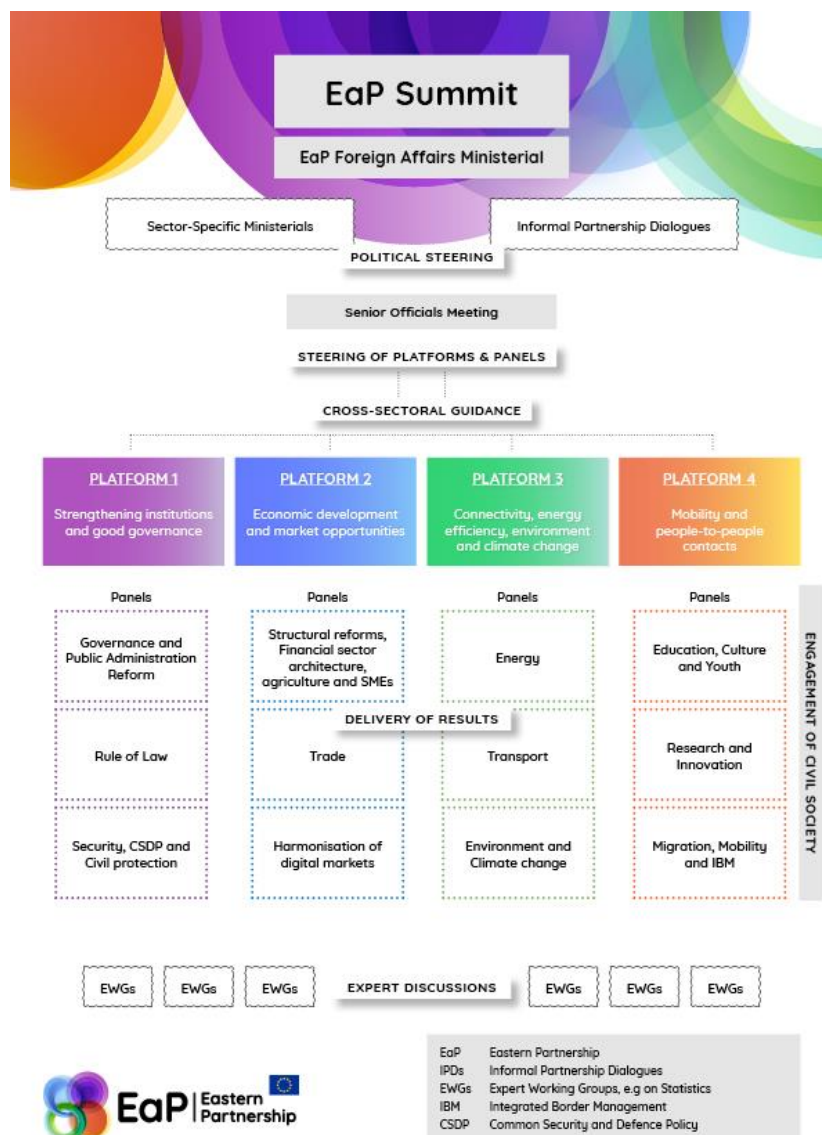 EaP Summit
EaP Foreign Affairs Ministerial
Sector-Specific Ministerials
Informal Partnership Dialogues
POLITICAL STEERING
Senior Officials Meeting
STEERING OF PLATFORMS & PANELS
CROSS-SECTORAL GUIDANCE
PLATFORM 1
Strengthening institutions
and good governance
PLATFORM 2
Economic development
and market opportunities
PLATFORM 3
Connectivity, energy
efficiency, environment
and climate change
PLATFORM 4
Mobility and
people-to-people
contacts
Panels
Governance and
Public Administration
Reform
Rule of Law
Security, CSDP and
Civil protection
Panels
Structural reforms,
Financial sector
architecture,
agriculture and SMEs
Trade
Harmonisation of
digital markets
Panels
Energy
Transport
Environment and
Climate change
Panels
Education, Culture
and Youth
Research and
Innovation
Migration, Mobility
and IBM
DELIVERY OF RESULTS
ENGAGEMENT OF CIVIL SOCIETY
EWGs
EWGs
EWGs
EXPERT DISCUSSIONS
EWGs
EWGs
EWGs
EaP Eastern Partnership
EaP Eastern Partnership
IPDs Informal Partnership Dialogues
EWGs Expert Working Groups, e.g on Statistics
IBM Integrated Border Management
CSDP Common Security and Defence Policy